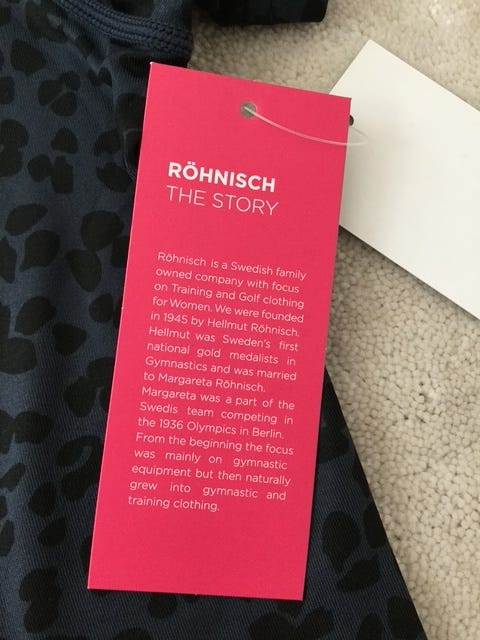 RÖHNISCH
THE STORY
Röhnisch is a Swedish family
owned company with focus
on Training and Golf clothing
for Women. We were founded
in 1945 by Hellmut Röhnisch.
Hellmut was Sweden's first
national gold medalists in
Gymnastics and was married
to Margareta Röhnisch.
Margareta was a part of the
Swedis team competing in
the 1936 Olympics in Berlin.
From the beginning the focus
was mainly on gymnastic
equipment but then naturally
grew into gymnastic and
training clothing.